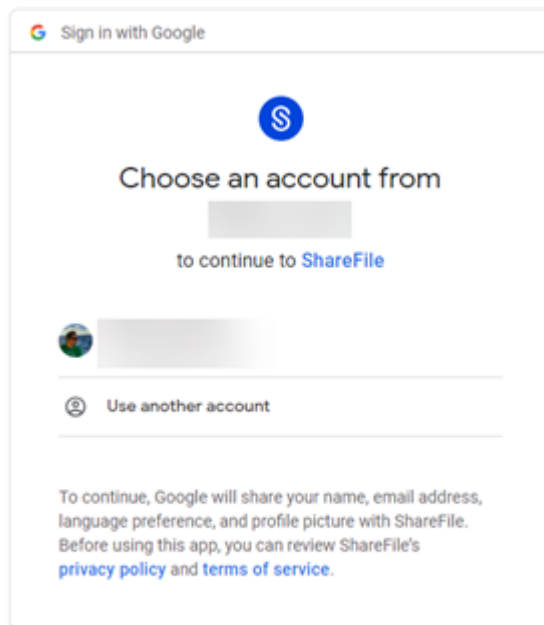 Sign in with Google
Choose an account from
to continue to ShareFile
Use another account
To continue, Google will share your name, email address,
language preference, and profile picture with ShareFile.
Before using this app, you can review ShareFile's
privacy policy and terms of service.